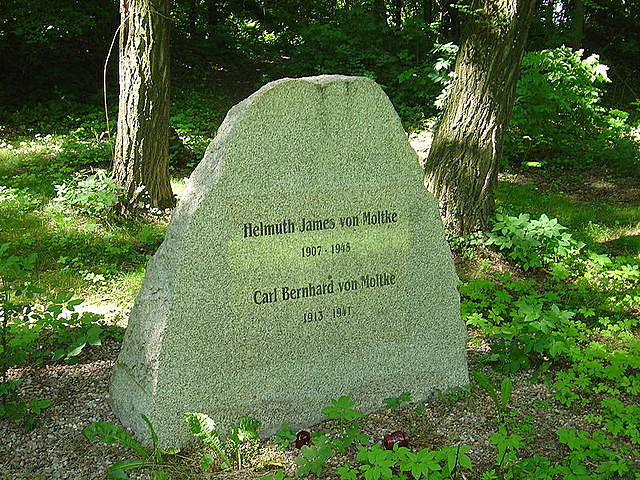 Helmuth James von Moltke
1907 - 1945
Carl Bernhard von Moltke
1913 1941